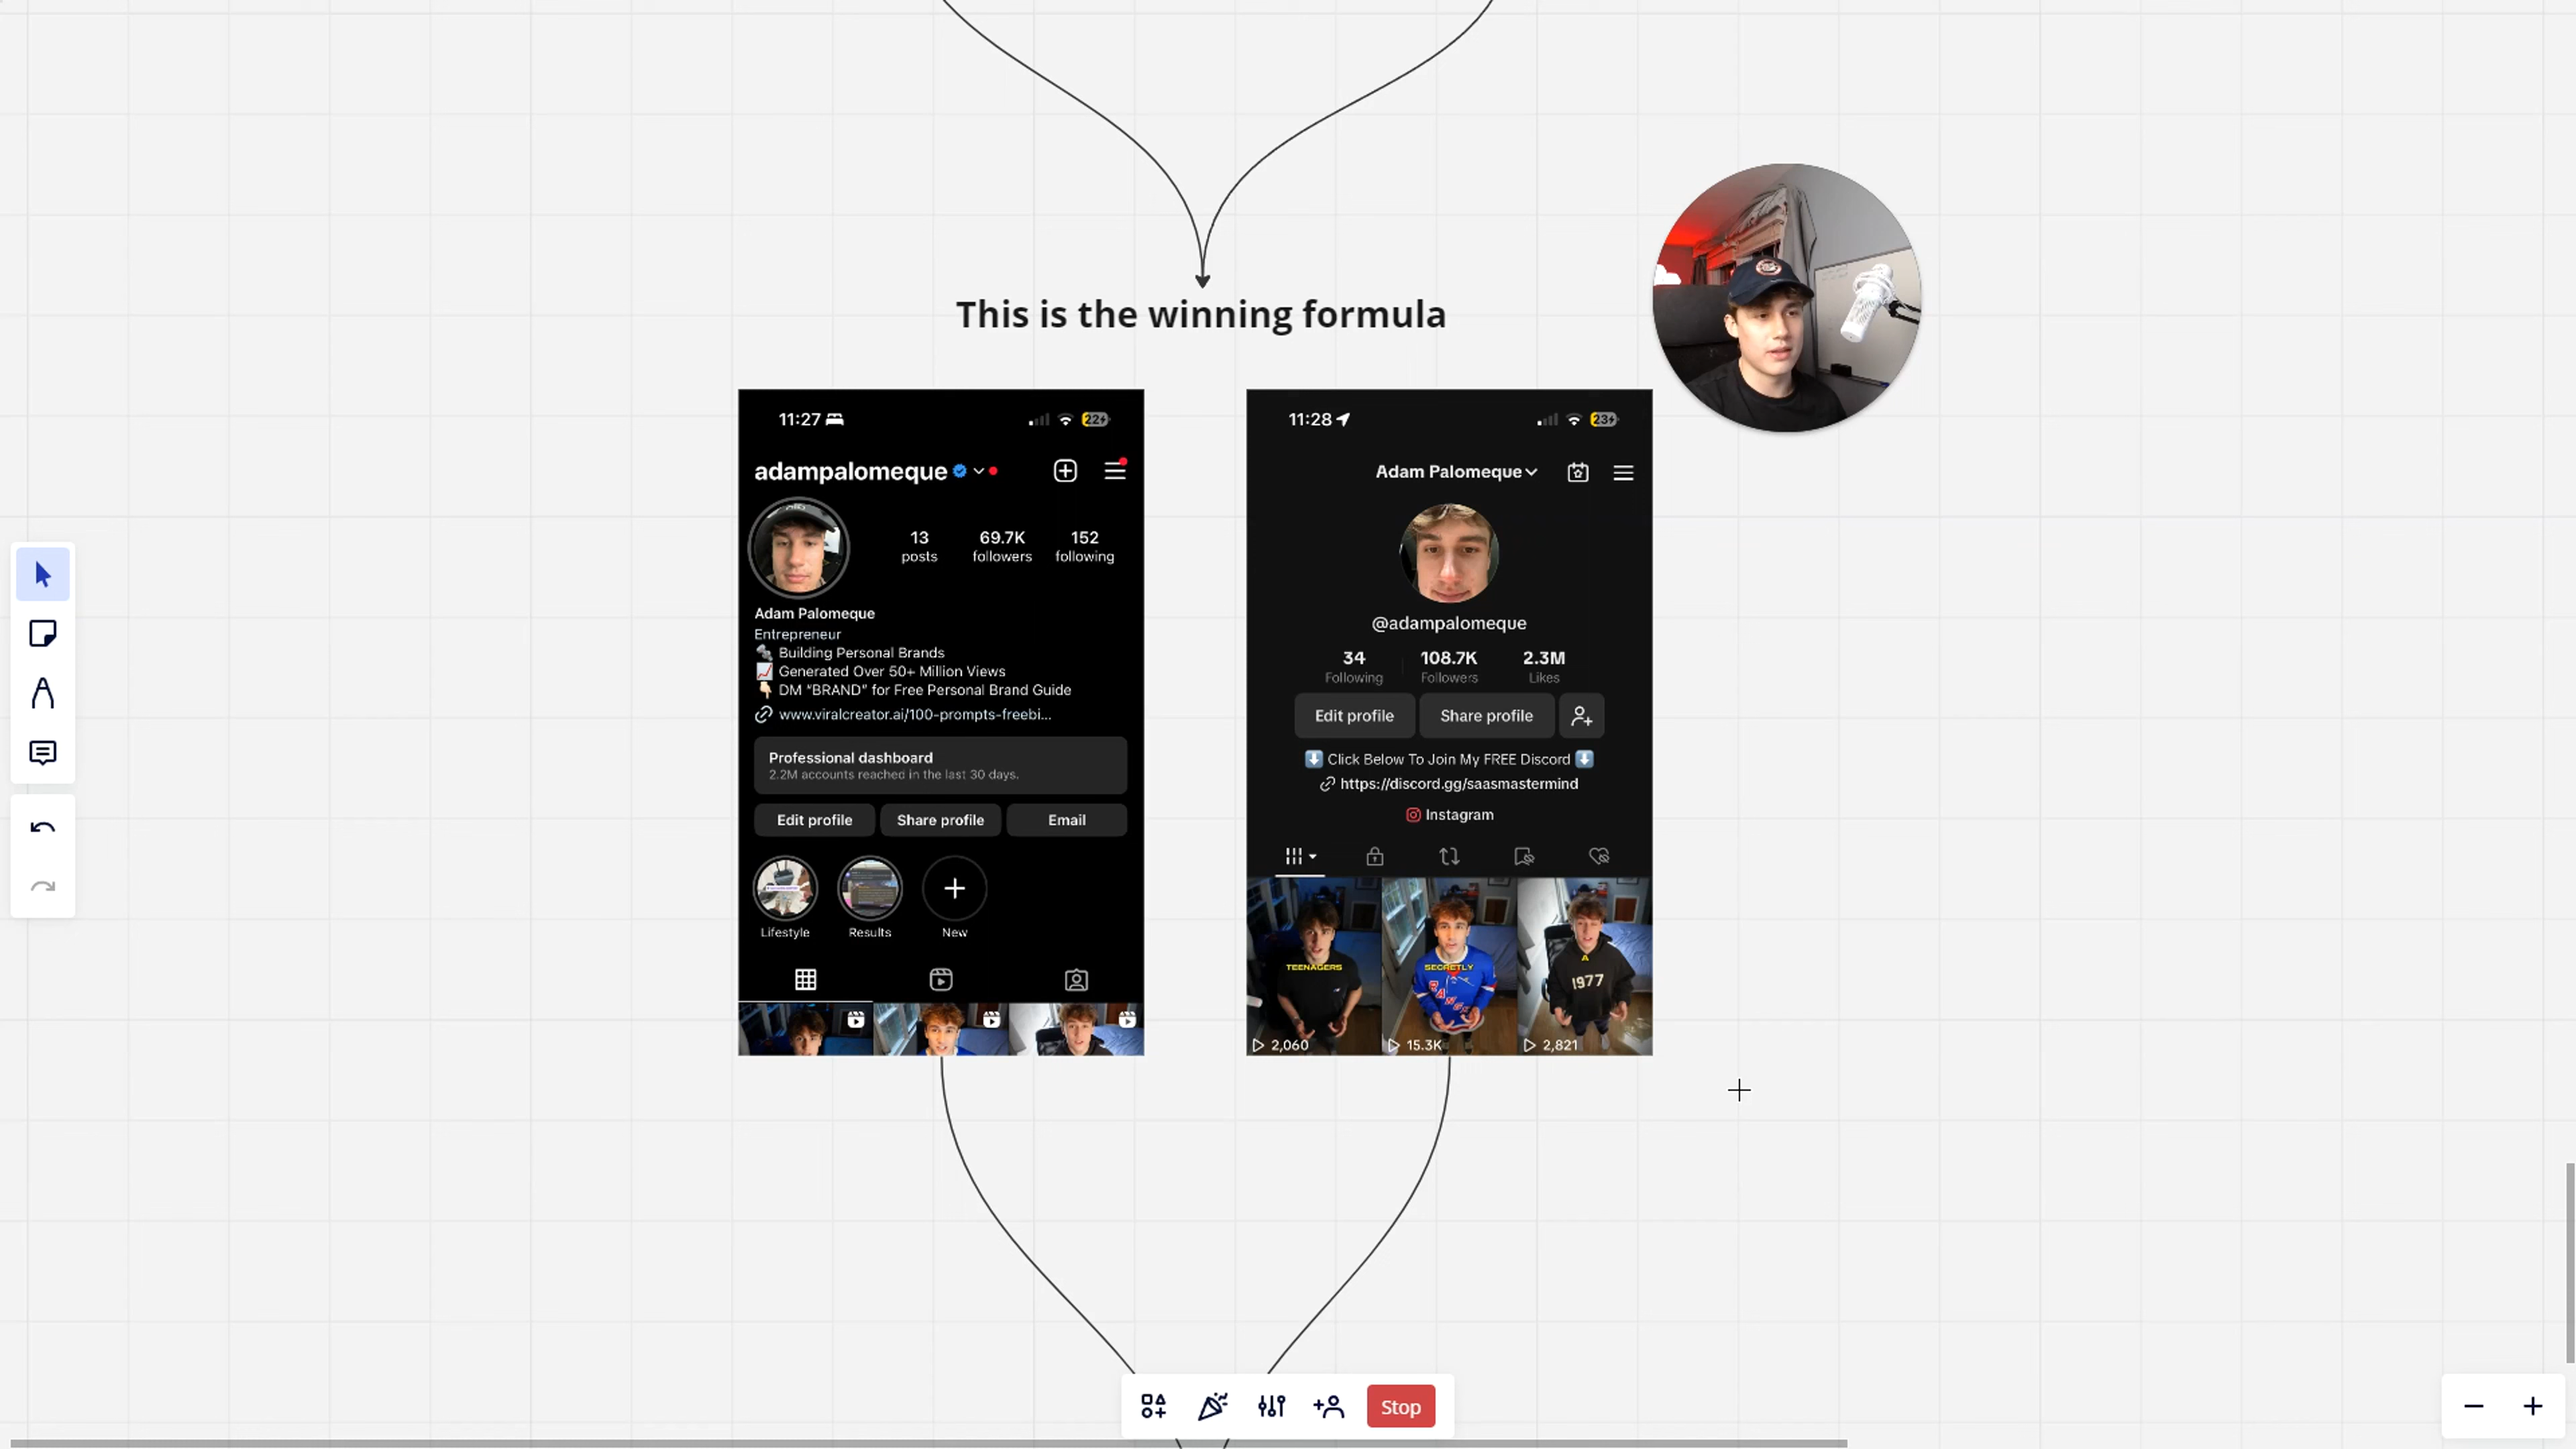 This is the winning formula
11:27
22
adampalomeque
13
posts
69.7K
followers
152
following
Adam Palomeque
Entrepreneur
Building Personal Brands
Generated Over 50+ Million Views
DM "BRAND" for Free Personal Brand Guide
www.viralcreator.ai/100-prompts-freebi...
Professional dashboard
2.2M accounts reached in the last 30 days.
Edit profile
Share profile
Email
Lifestyle
Results
New
11:28
23
Adam Palomeque
@adampalomeque
34
Following
108.7K
Followers
2.3M
Likes
Edit profile
Share profile
Click Below To Join My FREE Discord
https://discord.gg/saasmastermind
Instagram
TEENAGERS
2,060
SECRETLY
15.3K
A
1977
2,821
Stop